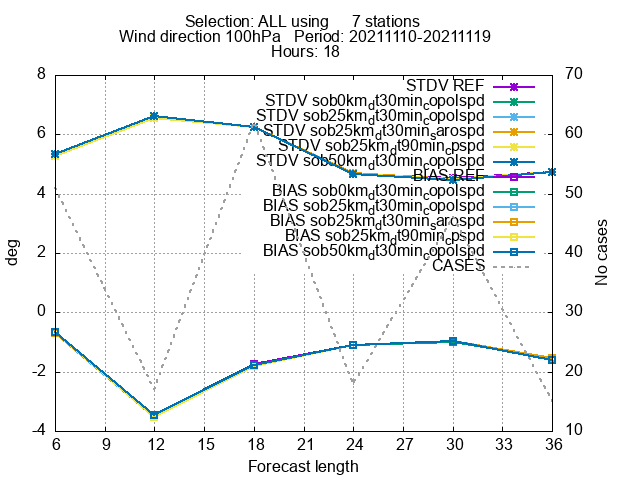 Selection: ALL using 7 stations
Wind direction 100hPa Period: 20211110-20211119
Hours: 18
8
6
4
2
0
-2
-4
deg
70
60
50
40
30
20
10
No cases
STDV REF
STDV sob0km_dt30min_copolspd
STDV sob25km_dt30min_copolspd
STDV sob25km_dt30min_sarospd
STDV sob25km_dt90min_cpspd
STDV sob50km_dt30min_copolspd
BIAS REF
BIAS sob0km_dt30min_copolspd
BIAS sob25km_dt30min_copolspd
BIAS sob25km_dt30min_sarospd
BIAS sob25km_dt90min_cpspd
BIAS sob50km_dt30min_copolspd
CASES
6 9 12 15 18 21 24 27 30 33 36
Forecast length